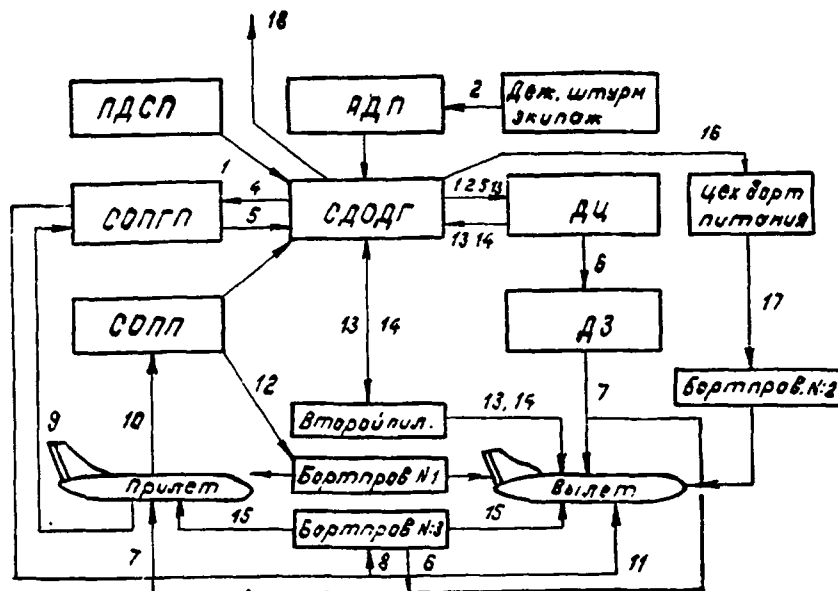 18
ПДСП
АДП
2
Деж. штурм
экипаж
16
1
4
5
СОПГП
СДОДГ
1.2.5.13
13.14
ДЦ
цех борт
питания
6
СОПП
13
14
ДЗ
17
12
7
9
10
Второй пил.
13, 14
Бортпров. №2
прилет
Бортпров №1
вылет
15
Бортпров №3
15
7
8
6
11